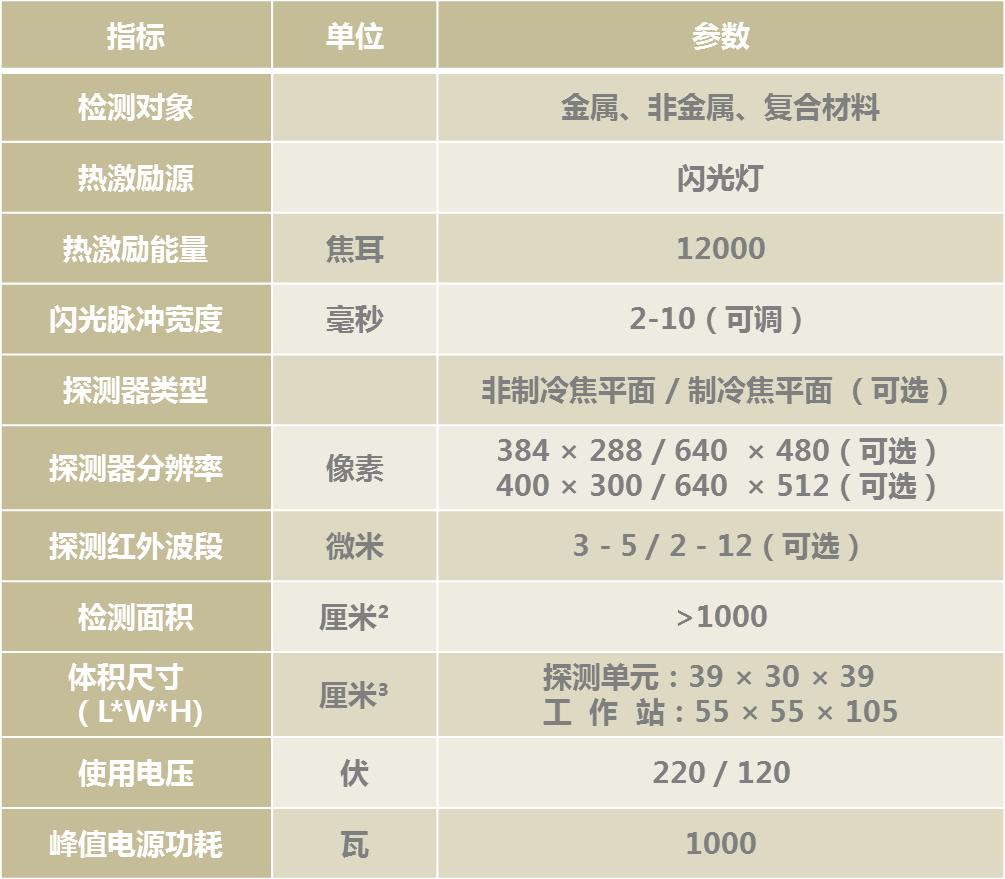 指标 单位 参数
检测对象 金属、非金属、复合材料
热激励源 闪光灯
热激励能量 焦耳 12000
闪光脉冲宽度 毫秒 2-10（可调）
探测器类型 非制冷焦平面 / 制冷焦平面 （可选）
探测器分辨率 像素 384 × 288 / 640 × 480（可选）
400 × 300 / 640 × 512（可选）
探测红外波段 微米 3 - 5 / 2 - 12（可选）
检测面积 厘米² >1000
体积尺寸 厘米³ 探测单元：39 × 30 × 39
（L*W*H) 工 作 站：55 × 55 × 105
使用电压 伏 220 / 120
峰值电源功耗 瓦 1000